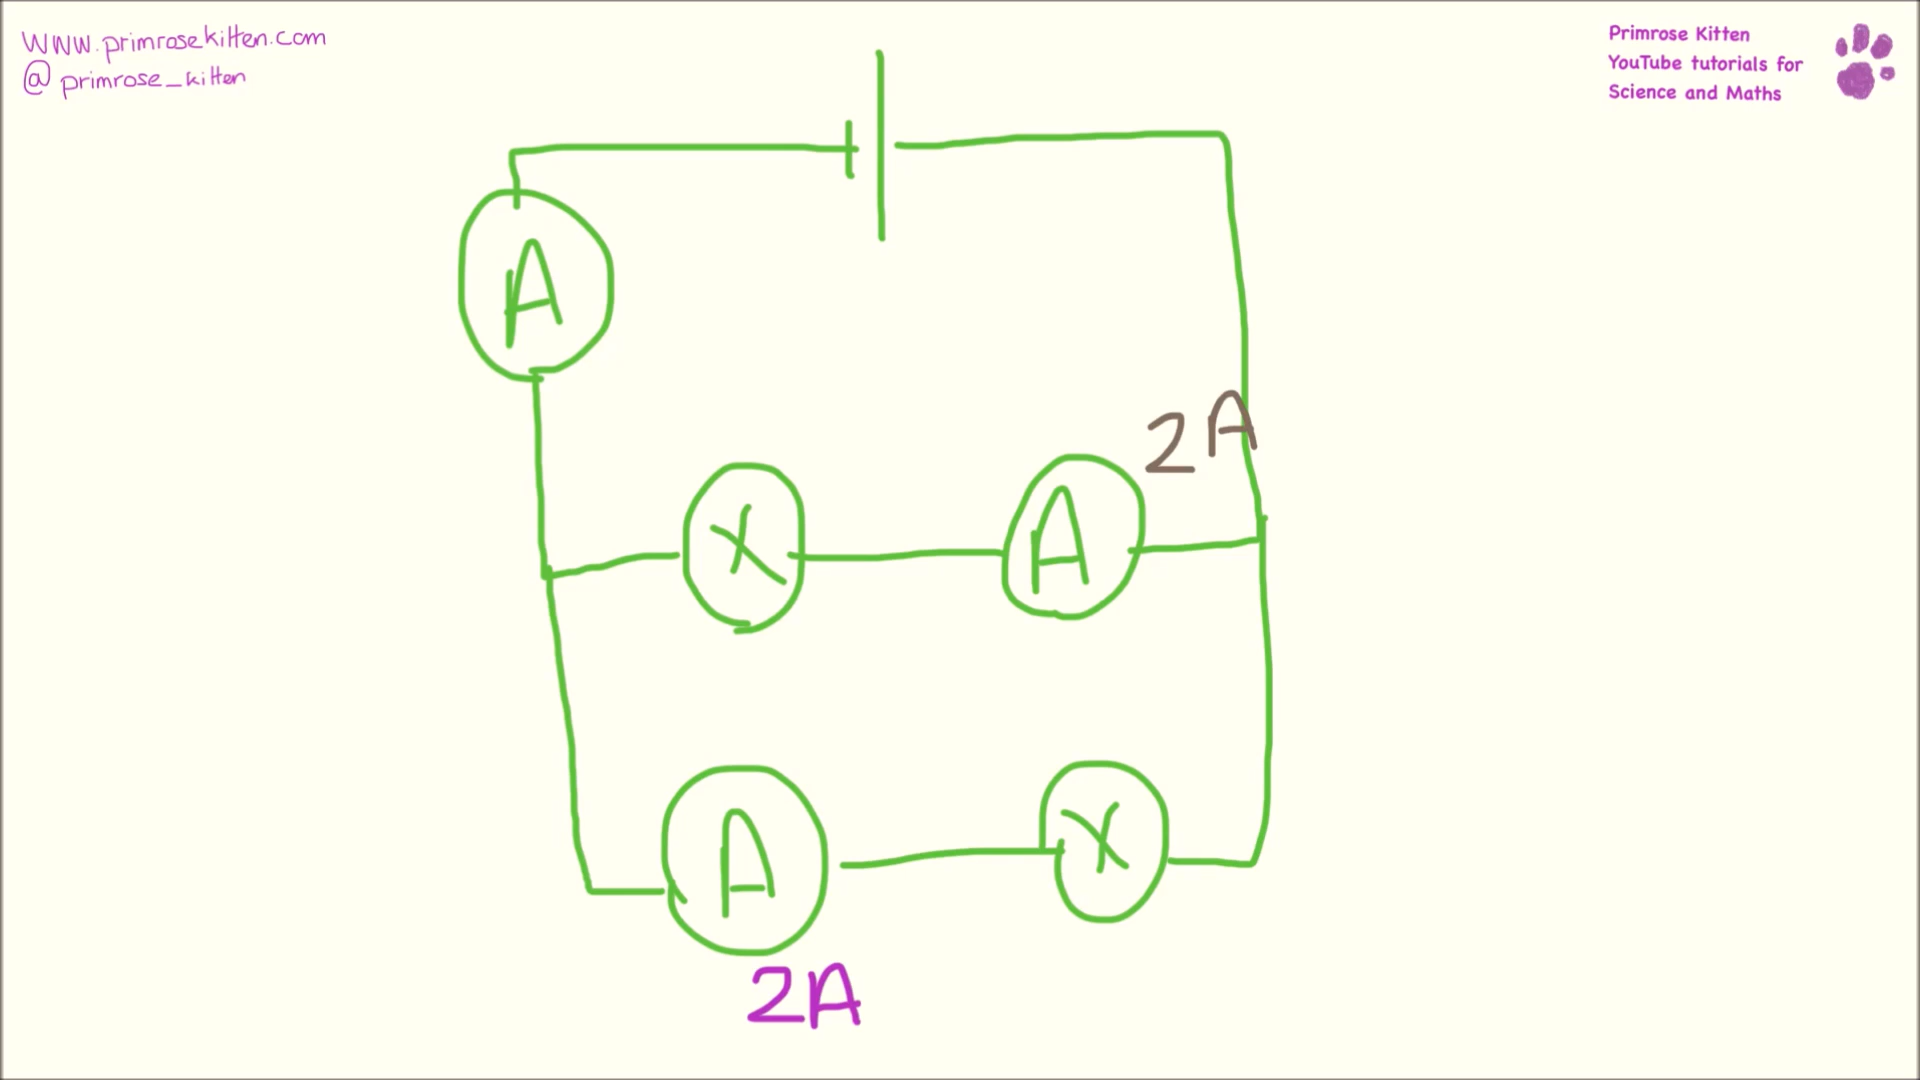 www.primrosekitten.com
@primrose_kitten
Primrose Kitten
YouTube tutorials for
Science and Maths
A
2A
A
A
2A